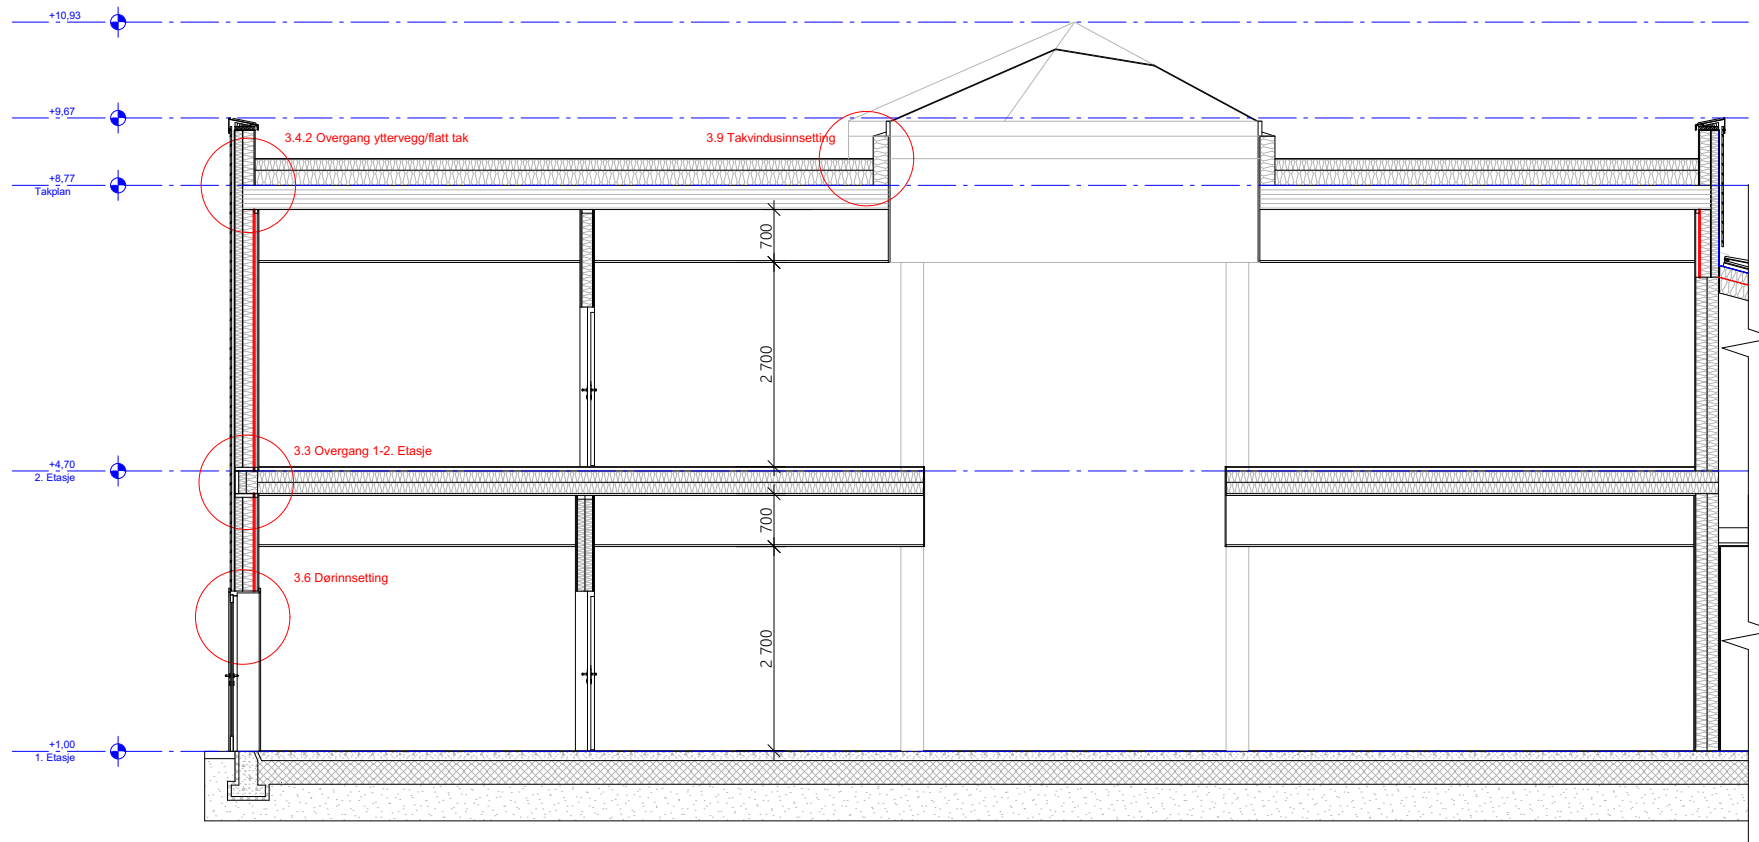 +10,93
+9,67
3.4.2 Overgang yttervegg/flatt tak
3.9 Takvindusinnsetting
+8,77
Takplan
700
2 700
3.3 Overgang 1-2. Etasje
+4,70
2. Etasje
700
3.6 Dørinnsetting
2 700
+1,00
1. Etasje